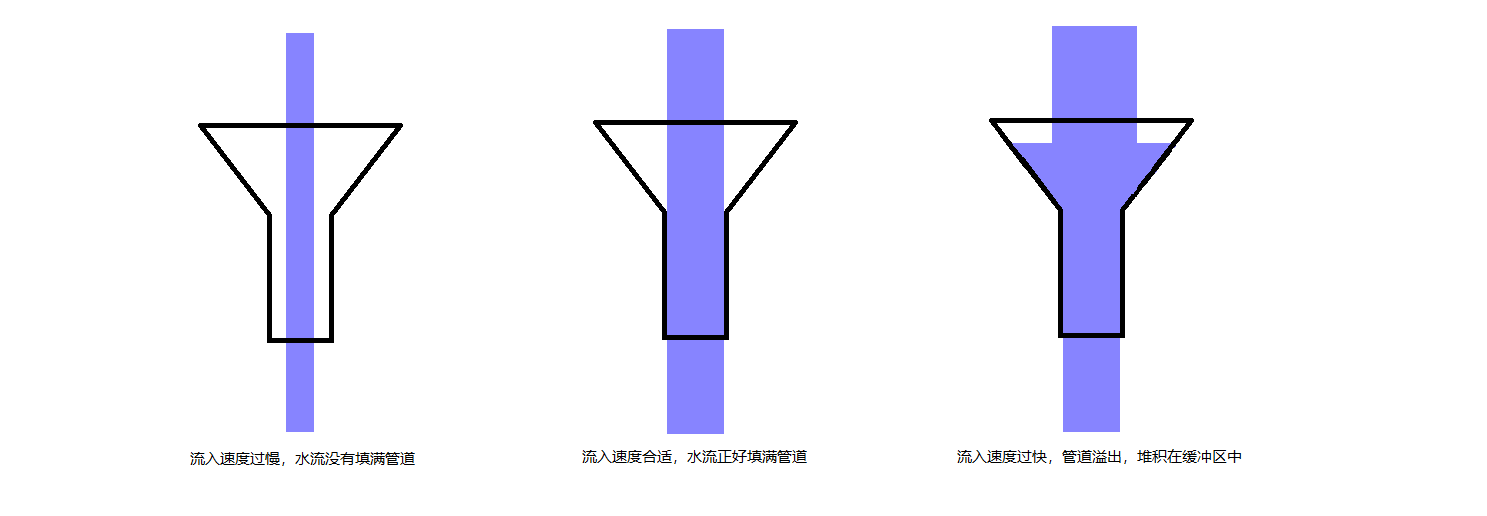 流入速度过慢，水流没有填满管道
流入速度合适，水流正好填满管道
流入速度过快，管道溢出，堆积在缓冲区中